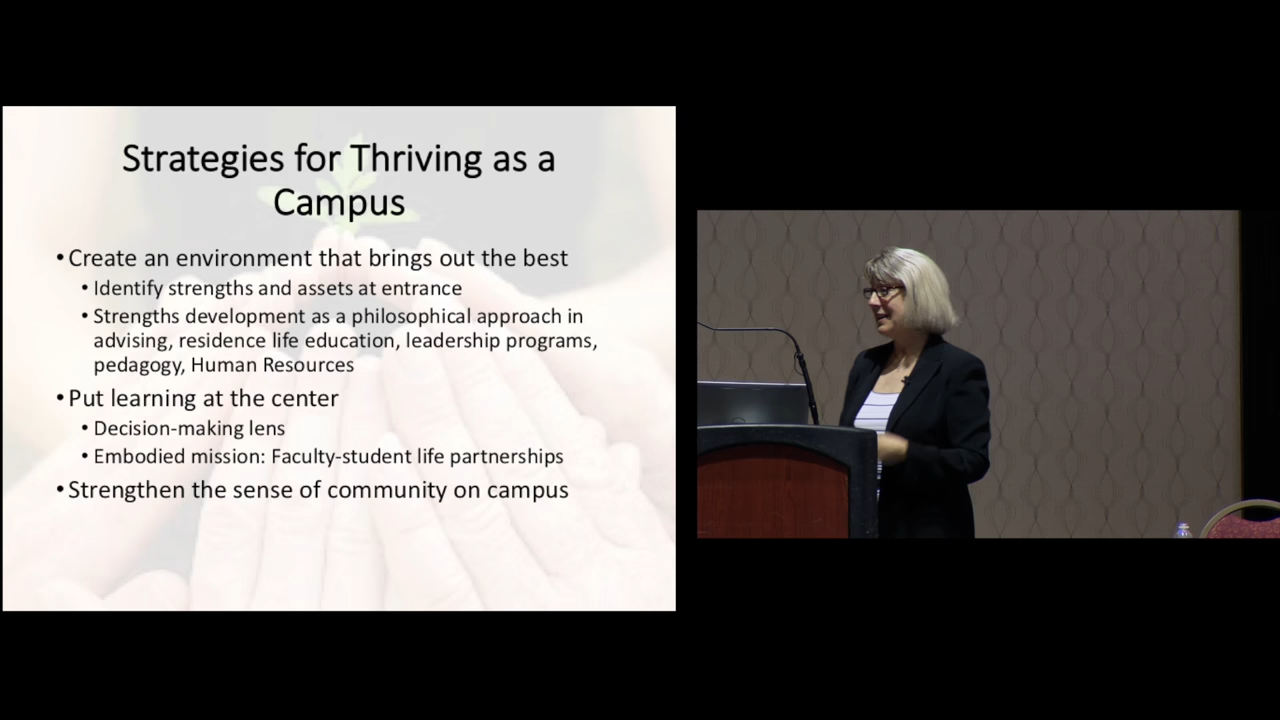 Strategies for Thriving as a
Campus
• Create an environment that brings out the best
• Identify strengths and assets at entrance
• Strengths development as a philosophical approach in
advising, residence life education, leadership programs,
pedagogy, Human Resources
• Put learning at the center
• Decision-making lens
• Embodied mission: Faculty-student life partnerships
• Strengthen the sense of community on campus